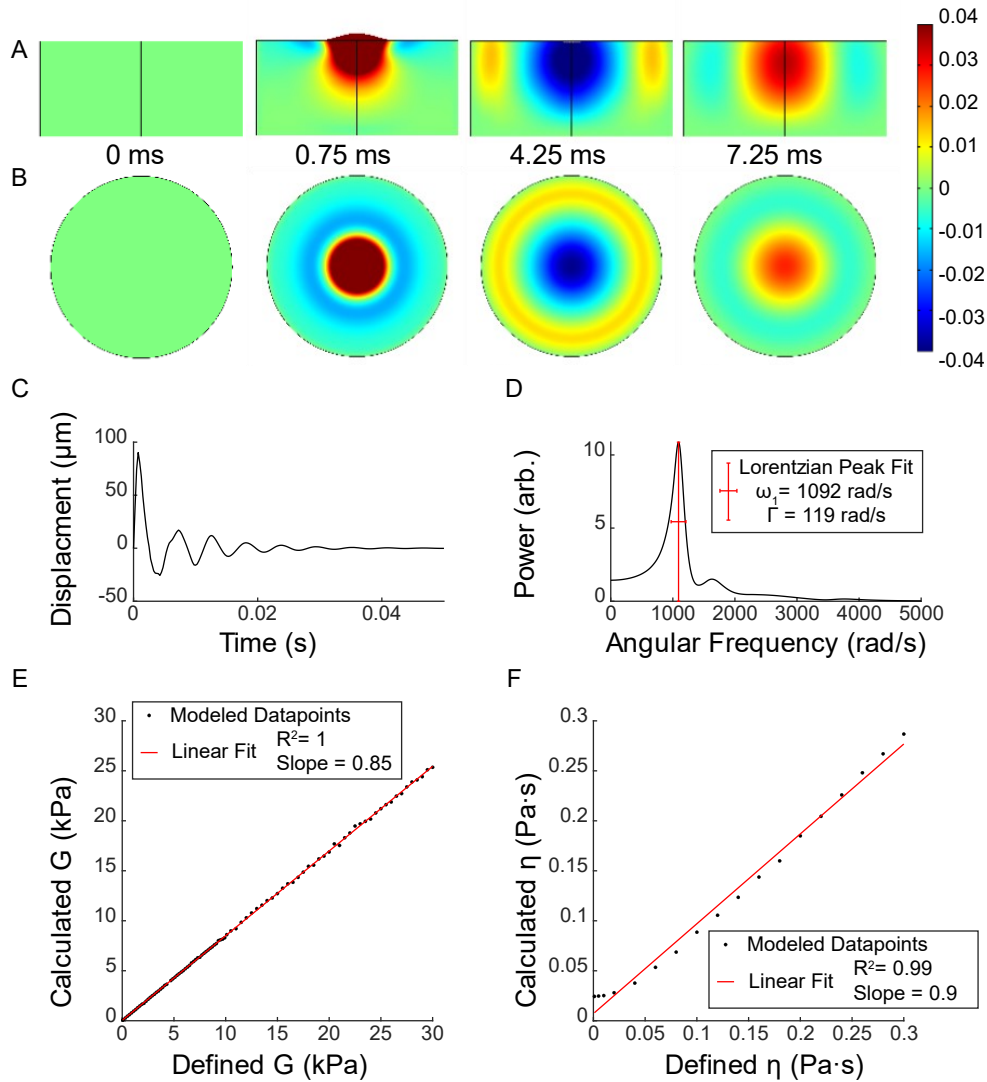 A
0 ms
0.75 ms
4.25 ms
7.25 ms
0.04
0.03
0.02
0.01
0
-0.01
-0.02
-0.03
-0.04
B
C
Displacment (μm)
100
50
0
-50
0
0.02
0.04
Time (s)
D
Power (arb.)
10
5
0
0
1000
2000
3000
4000
5000
Angular Frequency (rad/s)
Lorentzian Peak Fit
ω₁= 1092 rad/s
Γ = 119 rad/s
E
Calculated G (kPa)
30
25
20
15
10
5
0
0
5
10
15
20
25
30
Defined G (kPa)
Modeled Datapoints
Linear Fit
R²= 1
Slope = 0.85
F
Calculated η (Pa·s)
0.3
0.25
0.2
0.15
0.1
0.05
0
0
0.05
0.1
0.15
0.2
0.25
0.3
Defined η (Pa·s)
Modeled Datapoints
Linear Fit
R²= 0.99
Slope = 0.9